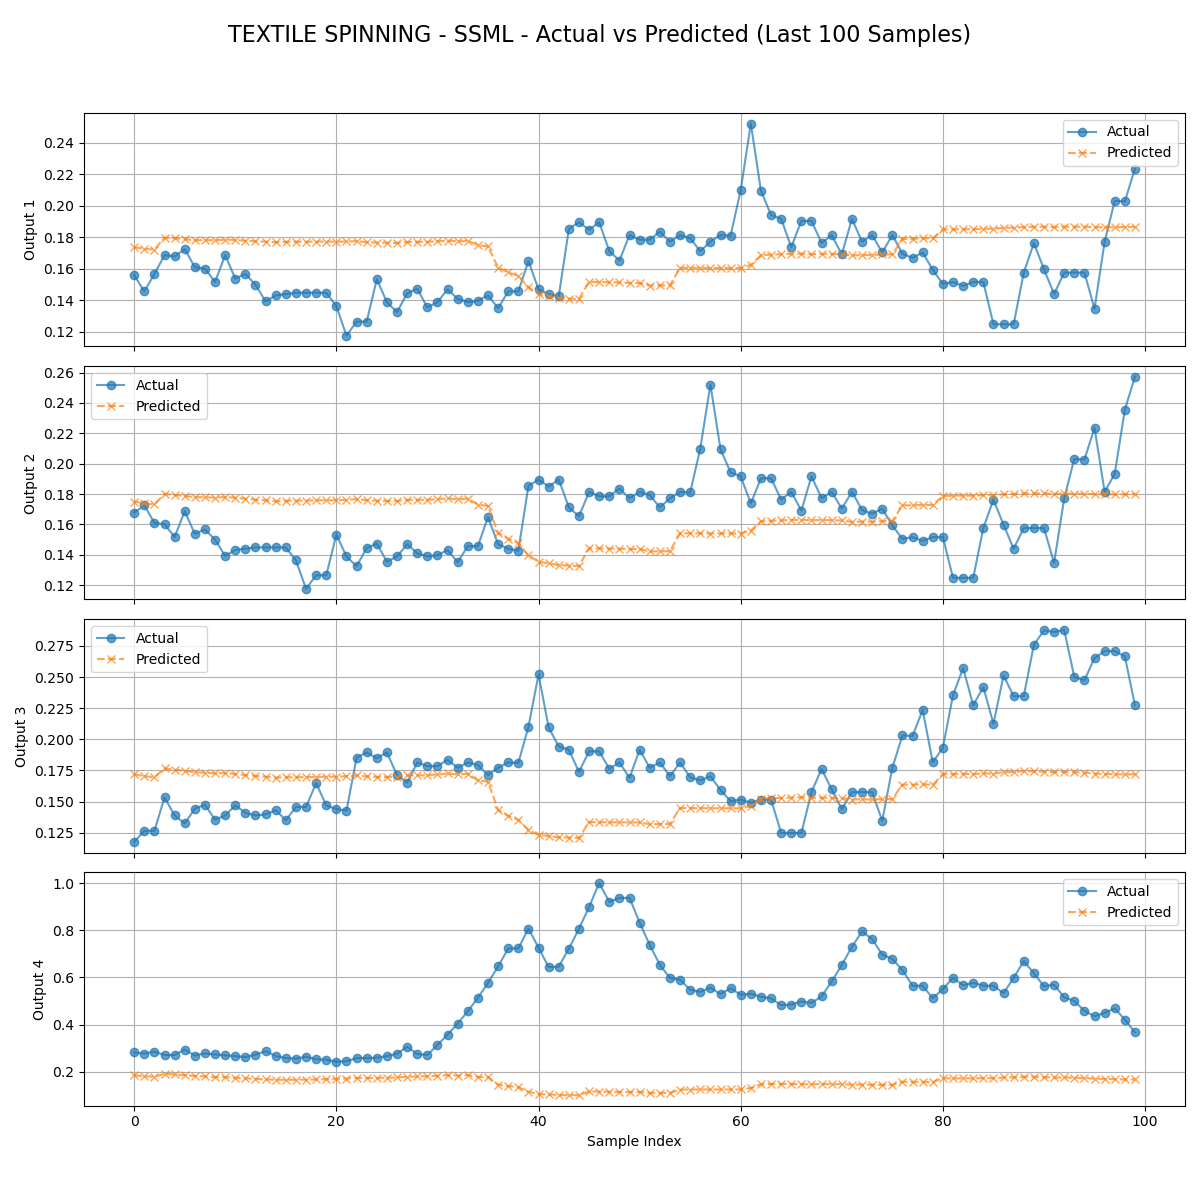 TEXTILE SPINNING - SSML - Actual vs Predicted (Last 100 Samples)
Output 1
0.24
0.22
0.20
0.18
0.16
0.14
0.12
Actual
Predicted
Output 2
0.26
0.24
0.22
0.20
0.18
0.16
0.14
0.12
Actual
Predicted
Output 3
0.275
0.250
0.225
0.200
0.175
0.150
0.125
Actual
Predicted
Output 4
1.0
0.8
0.6
0.4
0.2
Actual
Predicted
0 20 40 60 80 100
Sample Index